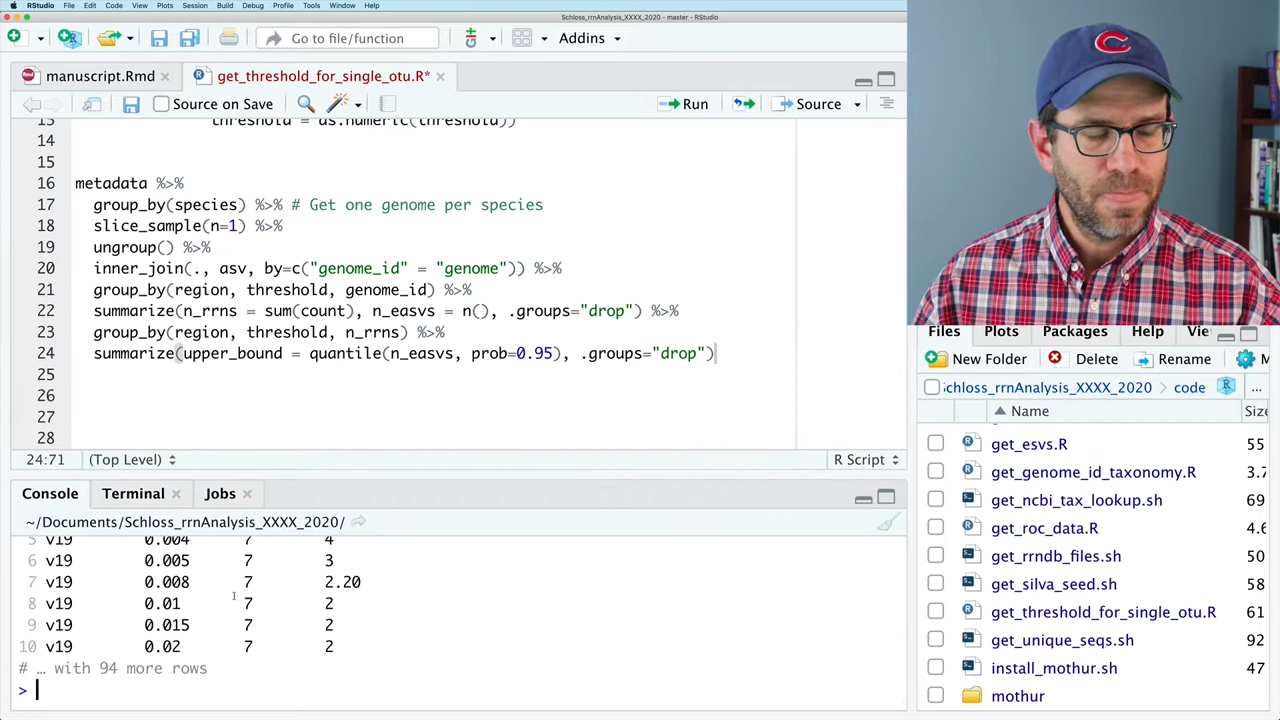 RStudio File Edit Code View Plots Session Build Debug Profile Tools Window Help
Schloss_rrnAnalysis_XXXX_2020 - master - RStudio
Go to file/function Addins
manuscript.Rmd get_threshold_for_single_otu.R*
Source on Save Run Source
13 threshold = as.numeric(threshold))
14
15
16 metadata %>%
17 group_by(species) %>% # Get one genome per species
18 slice_sample(n=1) %>%
19 ungroup() %>%
20 inner_join(., asv, by=c("genome_id" = "genome")) %>%
21 group_by(region, threshold, genome_id) %>%
22 summarize(n_rrns = sum(count), n_easvs = n(), .groups="drop") %>%
23 group_by(region, threshold, n_rrns) %>%
24 summarize(upper_bound = quantile(n_easvs, prob=0.95), .groups="drop")
25
26
27
28
24:71 (Top Level) R Script
Console Terminal Jobs
~/Documents/Schloss_rrnAnalysis_XXXX_2020/
5 v19 0.004 7 4
6 v19 0.005 7 3
7 v19 0.008 7 2.20
8 v19 0.01 7 2
9 v19 0.015 7 2
10 v19 0.02 7 2
# … with 94 more rows
>
C
Files Plots Packages Help Vie
New Folder Delete Rename M
Schloss_rrnAnalysis_XXXX_2020 > code ...
Name Size
get_esvs.R 55
get_genome_id_taxonomy.R 3.7
get_ncbi_tax_lookup.sh 69
get_roc_data.R 4.6
get_rrndb_files.sh 50
get_silva_seed.sh 58
get_threshold_for_single_otu.R 61
get_unique_seqs.sh 92
install_mothur.sh 47
mothur